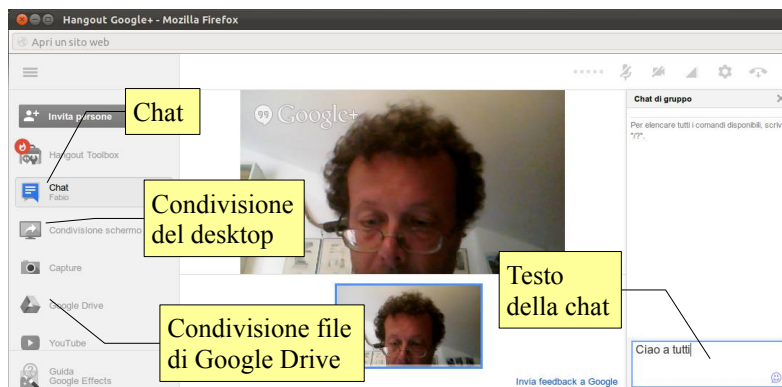 Hangout Google+ - Mozilla Firefox
Apri un sito web
Invita persone
Chat
Hangout Toolbox
Chat
Fabio
Condivisione
del desktop
Condivisione schermo
Capture
Google Drive
Condivisione file
di Google Drive
YouTube
Guida
Google Effects
Google+
Invia feedback a Google
Chat di gruppo
Per elencare tutti i comandi disponibili, scriv
"/?".
Testo
della chat
Ciao a tutti